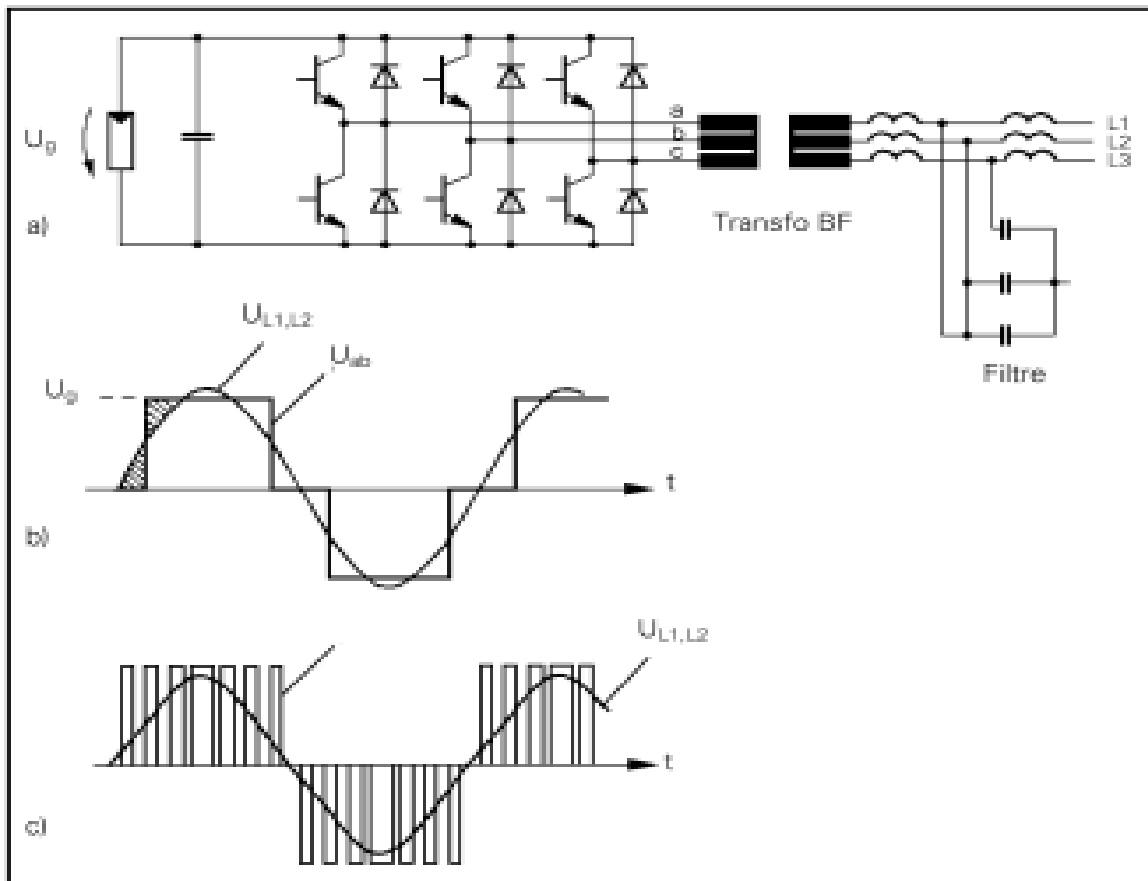 a
b
c
L1
L2
L3
Ug
a)
Transfo BF
Filtre
UL1,L2
Uab
Ug
t
b)
UL1,L2
t
c)